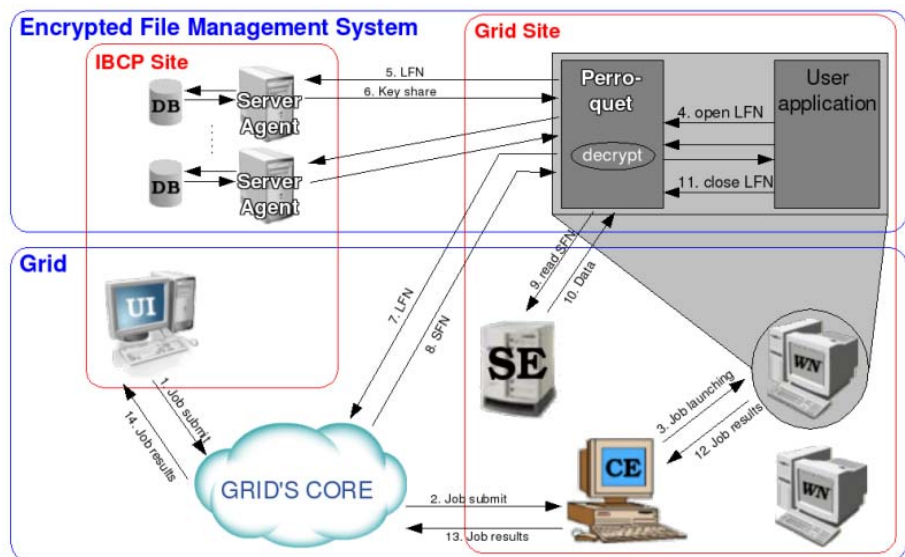 Encrypted File Management System
IBCP Site
Grid Site
DB
Server
Agent
5. LFN
6. Key share
Perro-
quet
decrypt
User
application
4. open LFN
11. close LFN
DB
Server
Agent
Grid
UI
7. LFN
8. SFN
9. read SFN
10. Data
SE
WN
1. Job submit
14. Job results
3. Job launching
12. Job results
GRID'S CORE
2. Job submit
13. Job results
CE
WN